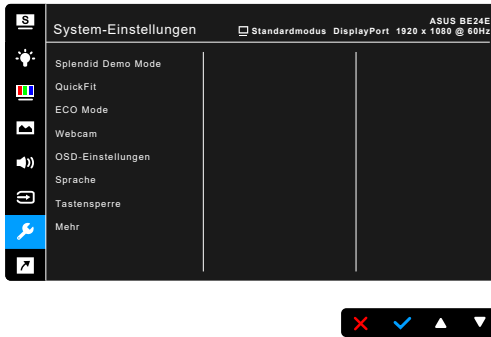 S
System-Einstellungen
ASUS BE24E
Standardmodus DisplayPort 1920 x 1080 @ 60Hz
Splendid Demo Mode
QuickFit
ECO Mode
Webcam
OSD-Einstellungen
Sprache
Tastensperre
Mehr